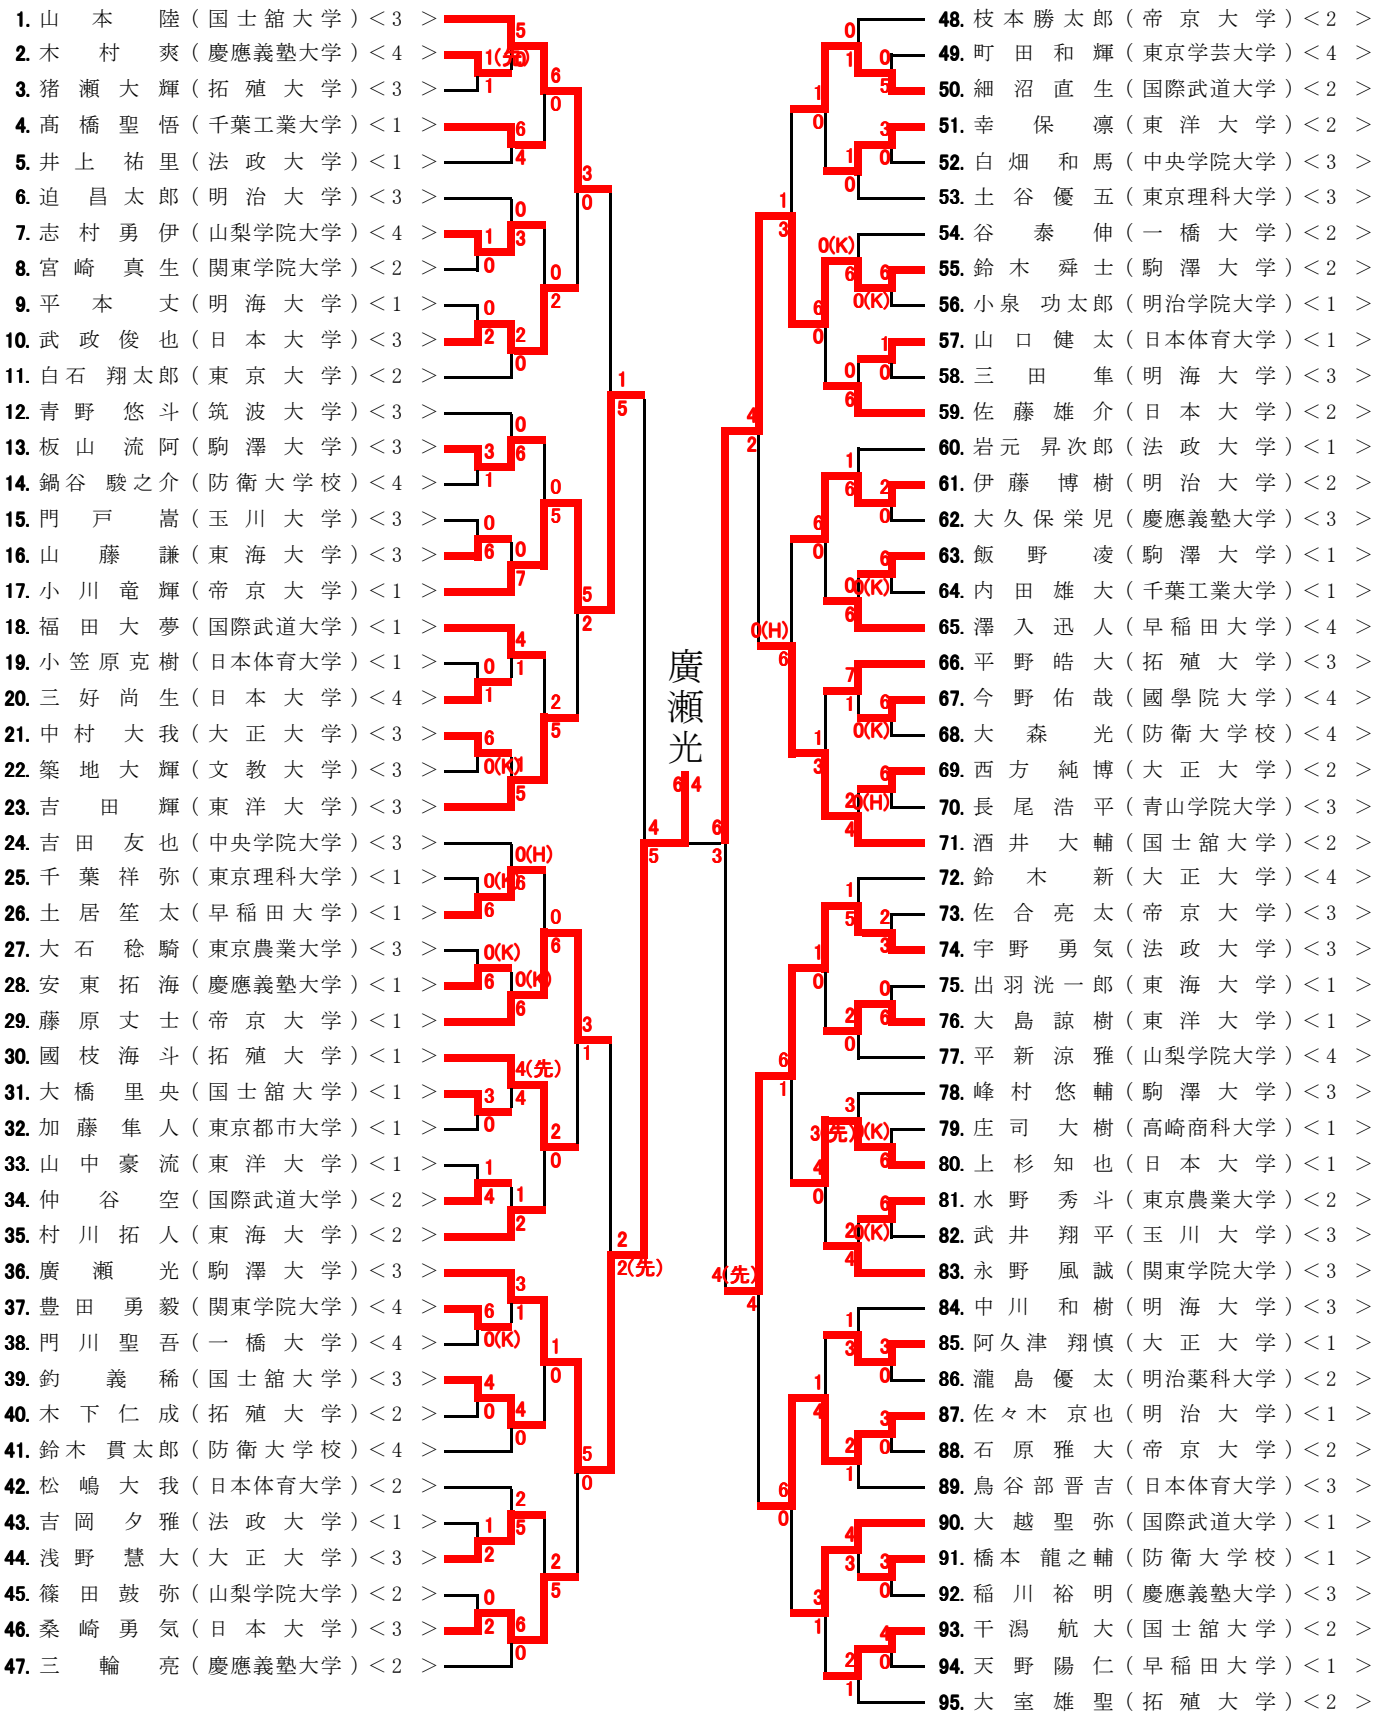 1. 山本 陸 ( 国士舘大学 ) < 3 >
2. 木村 爽 ( 慶應義塾大学 ) < 4 >
3. 猪瀬大輝 ( 拓殖大学 ) < 3 >
4. 髙橋聖悟 ( 千葉工業大学 ) < 1 >
5. 井上祐里 ( 法政大学 ) < 1 >
6. 迫昌太郎 ( 明治大学 ) < 3 >
7. 志村勇伊 ( 山梨学院大学 ) < 4 >
8. 宮崎真生 ( 関東学院大学 ) < 2 >
9. 平本 丈 ( 明海大学 ) < 1 >
10. 武政俊也 ( 日本大学 ) < 3 >
11. 白石 翔太郎 ( 東京大学 ) < 2 >
12. 青野悠斗 ( 筑波大学 ) < 3 >
13. 板山流阿 ( 駒澤大学 ) < 3 >
14. 鍋谷 駿之介 ( 防衛大学校 ) < 4 >
15. 門戸 嵩 ( 玉川大学 ) < 3 >
16. 山藤 謙 ( 東海大学 ) < 3 >
17. 小川竜輝 ( 帝京大学 ) < 1 >
18. 福田大夢 ( 国際武道大学 ) < 1 >
19. 小笠原克樹 ( 日本体育大学 ) < 1 >
20. 三好尚生 ( 日本大学 ) < 4 >
21. 中村大我 ( 大正大学 ) < 3 >
22. 築地大輝 ( 文教大学 ) < 3 >
23. 吉田 輝 ( 東洋大学 ) < 3 >
24. 吉田友也 ( 中央学院大学 ) < 3 >
25. 千葉祥弥 ( 東京理科大学 ) < 1 >
26. 土居笙太 ( 早稲田大学 ) < 1 >
27. 大石稔騎 ( 東京農業大学 ) < 3 >
28. 安東拓海 ( 慶應義塾大学 ) < 1 >
29. 藤原丈士 ( 帝京大学 ) < 1 >
30. 國枝海斗 ( 拓殖大学 ) < 1 >
31. 大橋里央 ( 国士舘大学 ) < 1 >
32. 加藤隼人 ( 東京都市大学 ) < 1 >
33. 山中豪流 ( 東洋大学 ) < 1 >
34. 仲谷 空 ( 国際武道大学 ) < 2 >
35. 村川拓人 ( 東海大学 ) < 2 >
36. 廣瀬 光 ( 駒澤大学 ) < 3 >
37. 豊田勇毅 ( 関東学院大学 ) < 4 >
38. 門川聖吾 ( 一橋大学 ) < 4 >
39. 釣 義稀 ( 国士舘大学 ) < 3 >
40. 木下仁成 ( 拓殖大学 ) < 2 >
41. 鈴木 貫太郎 ( 防衛大学校 ) < 4 >
42. 松嶋大我 ( 日本体育大学 ) < 2 >
43. 吉岡夕雅 ( 法政大学 ) < 1 >
44. 浅野慧大 ( 大正大学 ) < 3 >
45. 篠田鼓弥 ( 山梨学院大学 ) < 2 >
46. 桑崎勇気 ( 日本大学 ) < 3 >
47. 三輪 亮 ( 慶應義塾大学 ) < 2 >
廣瀬光
6 4
48. 枝本勝太郎 ( 帝京大学 ) < 2 >
49. 町田和輝 ( 東京学芸大学 ) < 4 >
50. 細沼直生 ( 国際武道大学 ) < 2 >
51. 幸保 凛 ( 東洋大学 ) < 2 >
52. 白畑和馬 ( 中央学院大学 ) < 3 >
53. 土谷優五 ( 東京理科大学 ) < 3 >
54. 谷 泰伸 ( 一橋大学 ) < 2 >
55. 鈴木舜士 ( 駒澤大学 ) < 2 >
56. 小泉 功太郎 ( 明治学院大学 ) < 1 >
57. 山口健太 ( 日本体育大学 ) < 1 >
58. 三田 隼 ( 明海大学 ) < 3 >
59. 佐藤雄介 ( 日本大学 ) < 2 >
60. 岩元 昇次郎 ( 法政大学 ) < 1 >
61. 伊藤博樹 ( 明治大学 ) < 2 >
62. 大久保栄児 ( 慶應義塾大学 ) < 3 >
63. 飯野 凌 ( 駒澤大学 ) < 1 >
64. 内田雄大 ( 千葉工業大学 ) < 1 >
65. 澤入迅人 ( 早稲田大学 ) < 4 >
66. 平野皓大 ( 拓殖大学 ) < 3 >
67. 今野佑哉 ( 國學院大学 ) < 4 >
68. 大森 光 ( 防衛大学校 ) < 4 >
69. 西方純博 ( 大正大学 ) < 2 >
70. 長尾浩平 ( 青山学院大学 ) < 3 >
71. 酒井大輔 ( 国士舘大学 ) < 2 >
72. 鈴木 新 ( 大正大学 ) < 4 >
73. 佐合亮太 ( 帝京大学 ) < 3 >
74. 宇野勇気 ( 法政大学 ) < 3 >
75. 出羽洸一郎 ( 東海大学 ) < 1 >
76. 大島諒樹 ( 東洋大学 ) < 1 >
77. 平新涼雅 ( 山梨学院大学 ) < 4 >
78. 峰村悠輔 ( 駒澤大学 ) < 3 >
79. 庄司大樹 ( 高崎商科大学 ) < 1 >
80. 上杉知也 ( 日本大学 ) < 1 >
81. 水野秀斗 ( 東京農業大学 ) < 2 >
82. 武井翔平 ( 玉川大学 ) < 3 >
83. 永野風誠 ( 関東学院大学 ) < 3 >
84. 中川和樹 ( 明海大学 ) < 3 >
85. 阿久津 翔慎 ( 大正大学 ) < 1 >
86. 瀧島優太 ( 明治薬科大学 ) < 2 >
87. 佐々木 京也 ( 明治大学 ) < 1 >
88. 石原雅大 ( 帝京大学 ) < 2 >
89. 鳥谷部晋吉 ( 日本体育大学 ) < 3 >
90. 大越聖弥 ( 国際武道大学 ) < 1 >
91. 橋本 龍之輔 ( 防衛大学校 ) < 1 >
92. 稲川裕明 ( 慶應義塾大学 ) < 3 >
93. 干潟航大 ( 国士舘大学 ) < 2 >
94. 天野陽仁 ( 早稲田大学 ) < 1 >
95. 大室雄聖 ( 拓殖大学 ) < 2 >